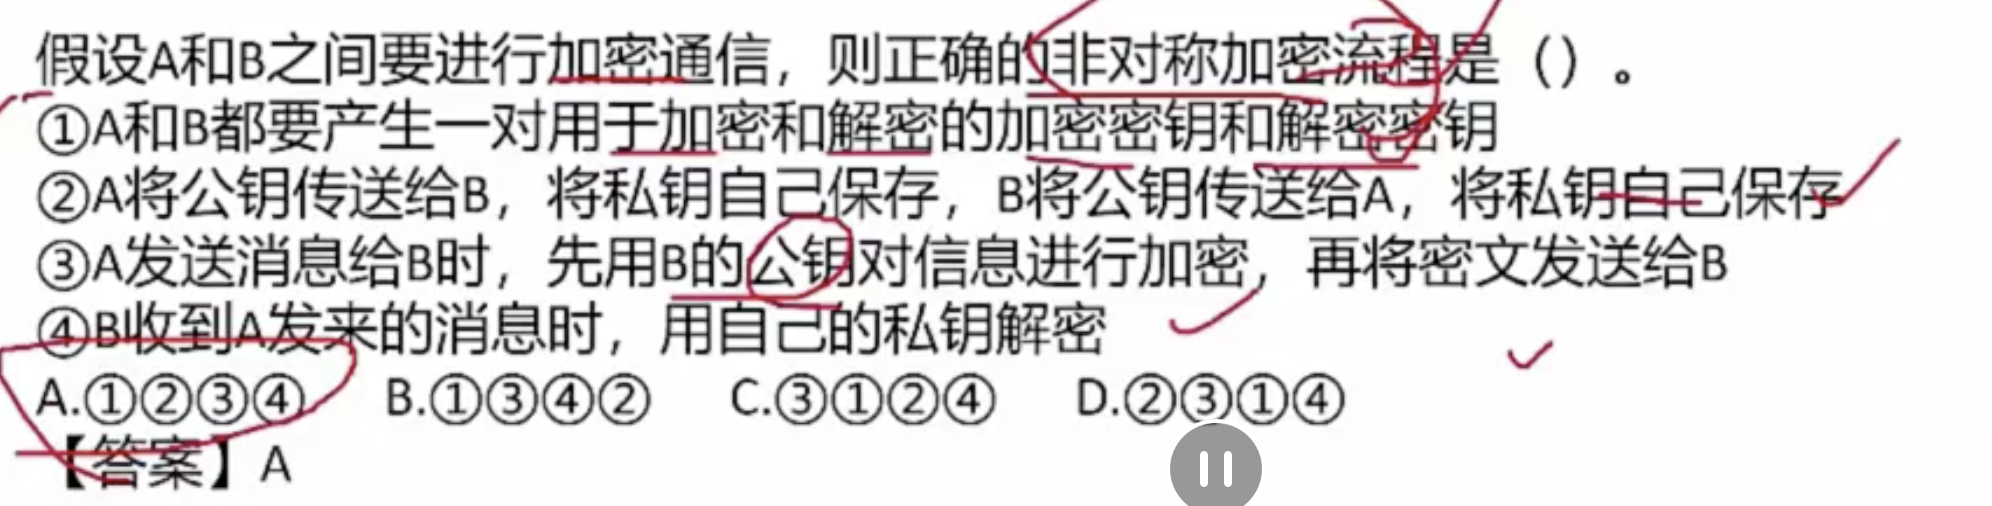 假设A和B之间要进行加密通信，则正确的非对称加密流程是（）。
①A和B都要产生一对用于加密和解密的加密密钥和解密密钥
②A将公钥传送给B，将私钥自己保存，B将公钥传送给A，将私钥自己保存
③A发送消息给B时，先用B的公钥对信息进行加密，再将密文发送给B
④B收到A发来的消息时，用自己的私钥解密
A.①②③④ B.①③④② C.③①②④ D.②③①④
【答案】A